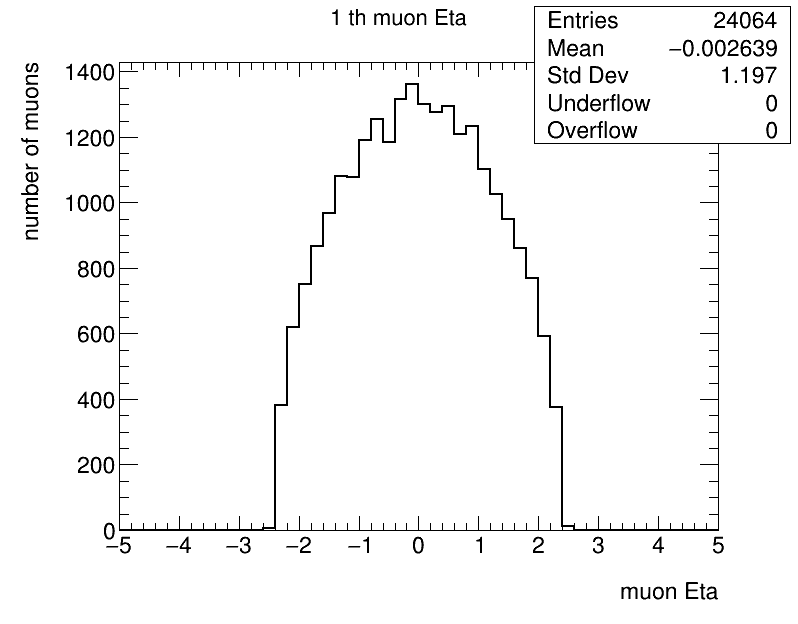 1 th muon Eta
Entries 24064
Mean −0.002639
Std Dev 1.197
Underflow 0
Overflow 0
number of muons
1400
1200
1000
800
600
400
200
0
−5 −4 −3 −2 −1 0 1 2 3 4 5
muon Eta